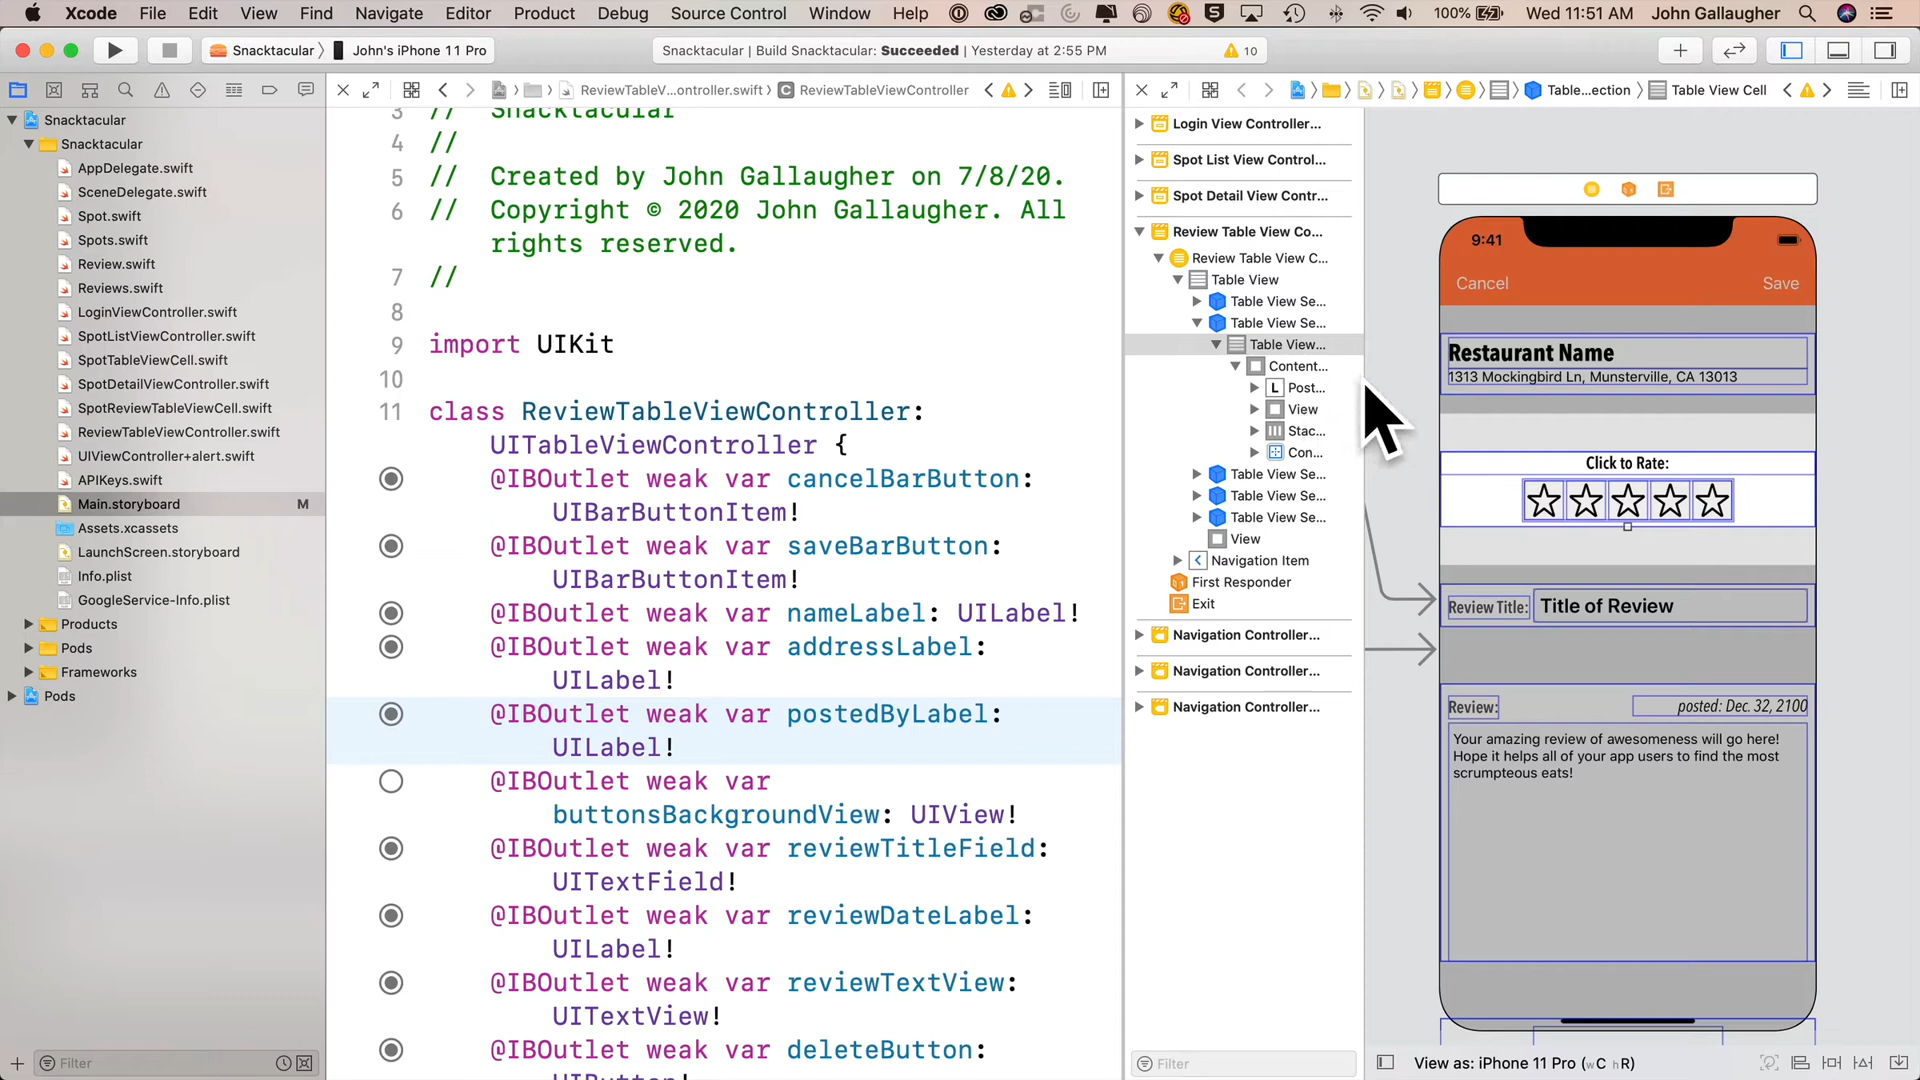 Xcode File Edit View Find Navigate Editor Product Debug Source Control Window Help 100% Wed 11:51 AM John Gallaugher
Snacktacular John's iPhone 11 Pro
Snacktacular | Build Snacktacular: Succeeded | Yesterday at 2:55 PM 10
ReviewTableV...ontroller.swift ReviewTableViewController
Table...ection Table View Cell
Snacktacular
Snacktacular
AppDelegate.swift
SceneDelegate.swift
Spot.swift
Spots.swift
Review.swift
Reviews.swift
LoginViewController.swift
SpotListViewController.swift
SpotTableViewCell.swift
SpotDetailViewController.swift
SpotReviewTableViewCell.swift
ReviewTableViewController.swift
UIViewController+alert.swift
APIKeys.swift
Main.storyboard M
Assets.xcassets
LaunchScreen.storyboard
Info.plist
GoogleService-Info.plist
Products
Pods
Frameworks
Pods
Filter
3 // Snacktacular
4 //
5 // Created by John Gallaugher on 7/8/20.
6 // Copyright © 2020 John Gallaugher. All
rights reserved.
7 //
8
9 import UIKit
10
11 class ReviewTableViewController:
UITableViewController {
@IBOutlet weak var cancelBarButton:
UIBarButtonItem!
@IBOutlet weak var saveBarButton:
UIBarButtonItem!
@IBOutlet weak var nameLabel: UILabel!
@IBOutlet weak var addressLabel:
UILabel!
@IBOutlet weak var postedByLabel:
UILabel!
@IBOutlet weak var
buttonsBackgroundView: UIView!
@IBOutlet weak var reviewTitleField:
UITextField!
@IBOutlet weak var reviewDateLabel:
UILabel!
@IBOutlet weak var reviewTextView:
UITextView!
@IBOutlet weak var deleteButton:
UIButton!
Login View Controller...
Spot List View Control...
Spot Detail View Contr...
Review Table View Co...
Review Table View C...
Table View
Table View Se...
Table View Se...
Table View...
Content...
L Post...
View
Stac...
Con...
Table View Se...
Table View Se...
Table View Se...
View
Navigation Item
First Responder
Exit
Navigation Controller...
Navigation Controller...
Navigation Controller...
Filter
9:41
Cancel Save
Restaurant Name
1313 Mockingbird Ln, Munsterville, CA 13013
Click to Rate:
Review Title: Title of Review
Review: posted: Dec. 32, 2100
Your amazing review of awesomeness will go here!
Hope it helps all of your app users to find the most
scrumpteous eats!
View as: iPhone 11 Pro (wC hR)